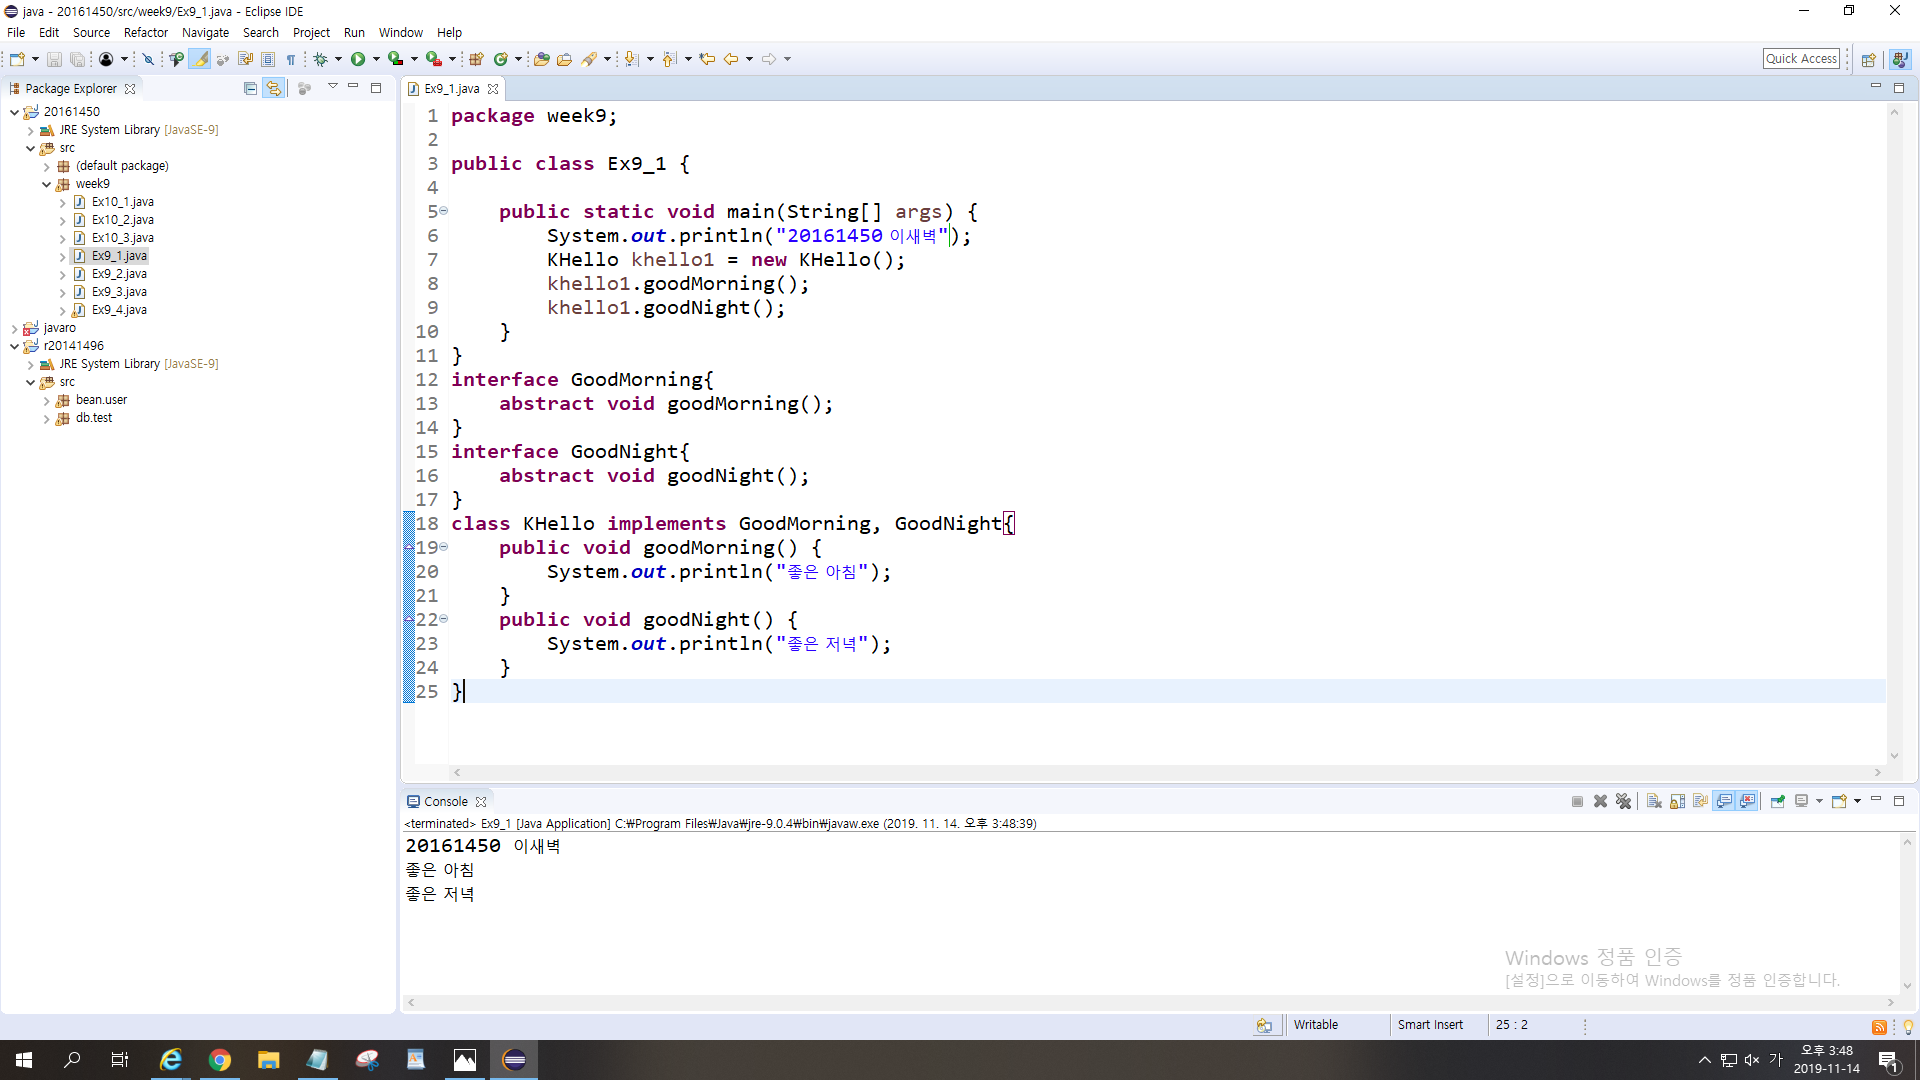 java - 20161450/src/week9/Ex9_1.java - Eclipse IDE
File Edit Source Refactor Navigate Search Project Run Window Help
Quick Access
Package Explorer
20161450
JRE System Library [JavaSE-9]
src
(default package)
week9
Ex10_1.java
Ex10_2.java
Ex10_3.java
Ex9_1.java
Ex9_2.java
Ex9_3.java
Ex9_4.java
javaro
r20141496
JRE System Library [JavaSE-9]
src
bean.user
db.test
Ex9_1.java
1 package week9;
2
3 public class Ex9_1 {
4
5 public static void main(String[] args) {
6 System.out.println("20161450 이새벽");
7 KHello khello1 = new KHello();
8 khello1.goodMorning();
9 khello1.goodNight();
10 }
11 }
12 interface GoodMorning{
13 abstract void goodMorning();
14 }
15 interface GoodNight{
16 abstract void goodNight();
17 }
18 class KHello implements GoodMorning, GoodNight{
19 public void goodMorning() {
20 System.out.println("좋은 아침");
21 }
22 public void goodNight() {
23 System.out.println("좋은 저녁");
24 }
25 }
Console
<terminated> Ex9_1 [Java Application] C:₩Program Files₩Java₩jre-9.0.4₩bin₩javaw.exe (2019. 11. 14. 오후 3:48:39)
20161450 이새벽
좋은 아침
좋은 저녁
Windows 정품 인증
[설정]으로 이동하여 Windows를 정품 인증합니다.
Writable Smart Insert 25 : 2
가 오후 3:48
2019-11-14
1